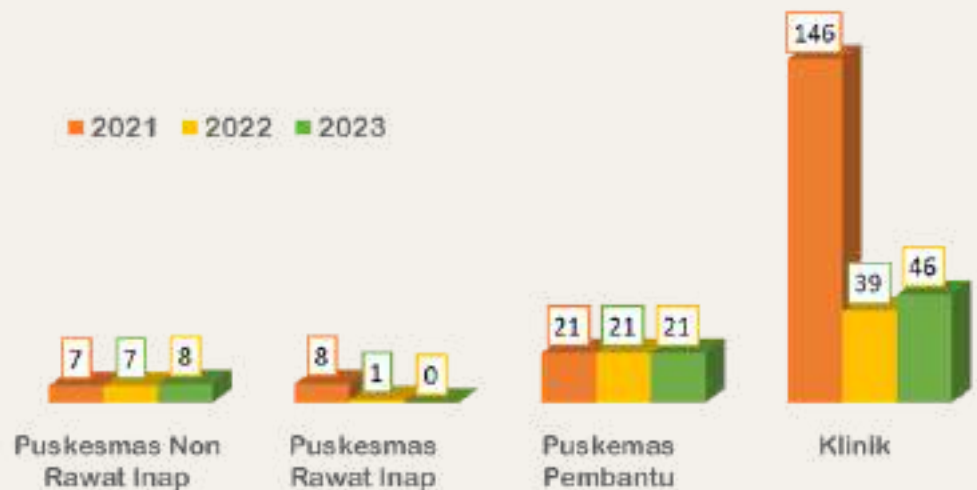 146
2021 2022 2023
39 46
7 7 8 8 1 0 21 21 21
Puskesmas Non
Rawat Inap
Puskesmas
Rawat Inap
Puskemas
Pembantu
Klinik